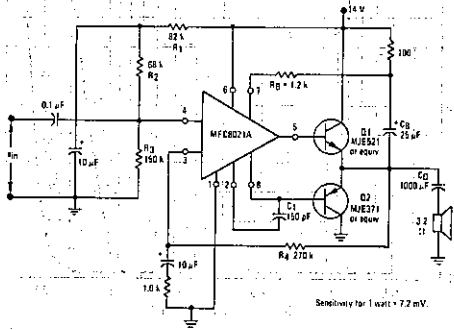 14 V
82 k
R1
68 k
R2
100
RB = 1.2k
6
7
0.1 µF
4
MFC8021A
5
Q1
MJE521
or equiv
+CB
25 µF
ein
10 µF
R3
150 k
3
1
12
8
Q2
MJE371
or equiv
CO
1000 µF
C1
150 pF
3.2
R4 270 k
10 µF
1.0 k
Sensitivity for 1 watt = 7.2 mV.